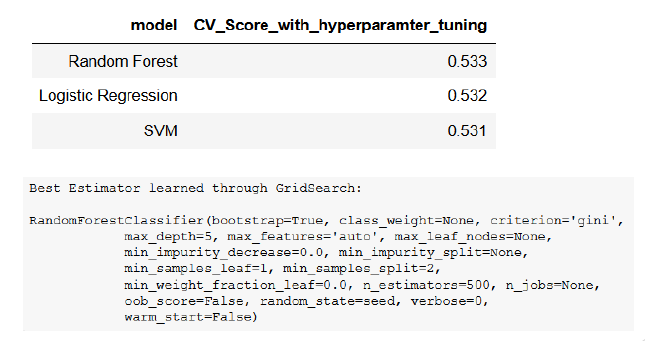 model CV_Score_with_hyperparamter_tuning
Random Forest 0.533
Logistic Regression 0.532
SVM 0.531
Best Estimator learned through GridSearch:
RandomForestClassifier(bootstrap=True, class_weight=None, criterion='gini',
max_depth=5, max_features='auto', max_leaf_nodes=None,
min_impurity_decrease=0.0, min_impurity_split=None,
min_samples_leaf=1, min_samples_split=2,
min_weight_fraction_leaf=0.0, n_estimators=500, n_jobs=None,
oob_score=False, random_state=seed, verbose=0,
warm_start=False)